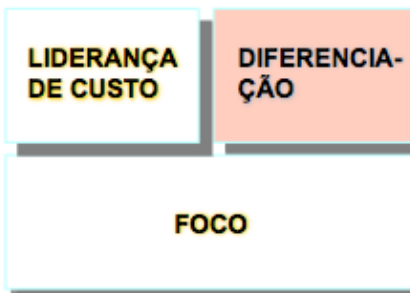 LIDERANÇA
DE CUSTO
DIFERENCIA-
ÇÃO
FOCO